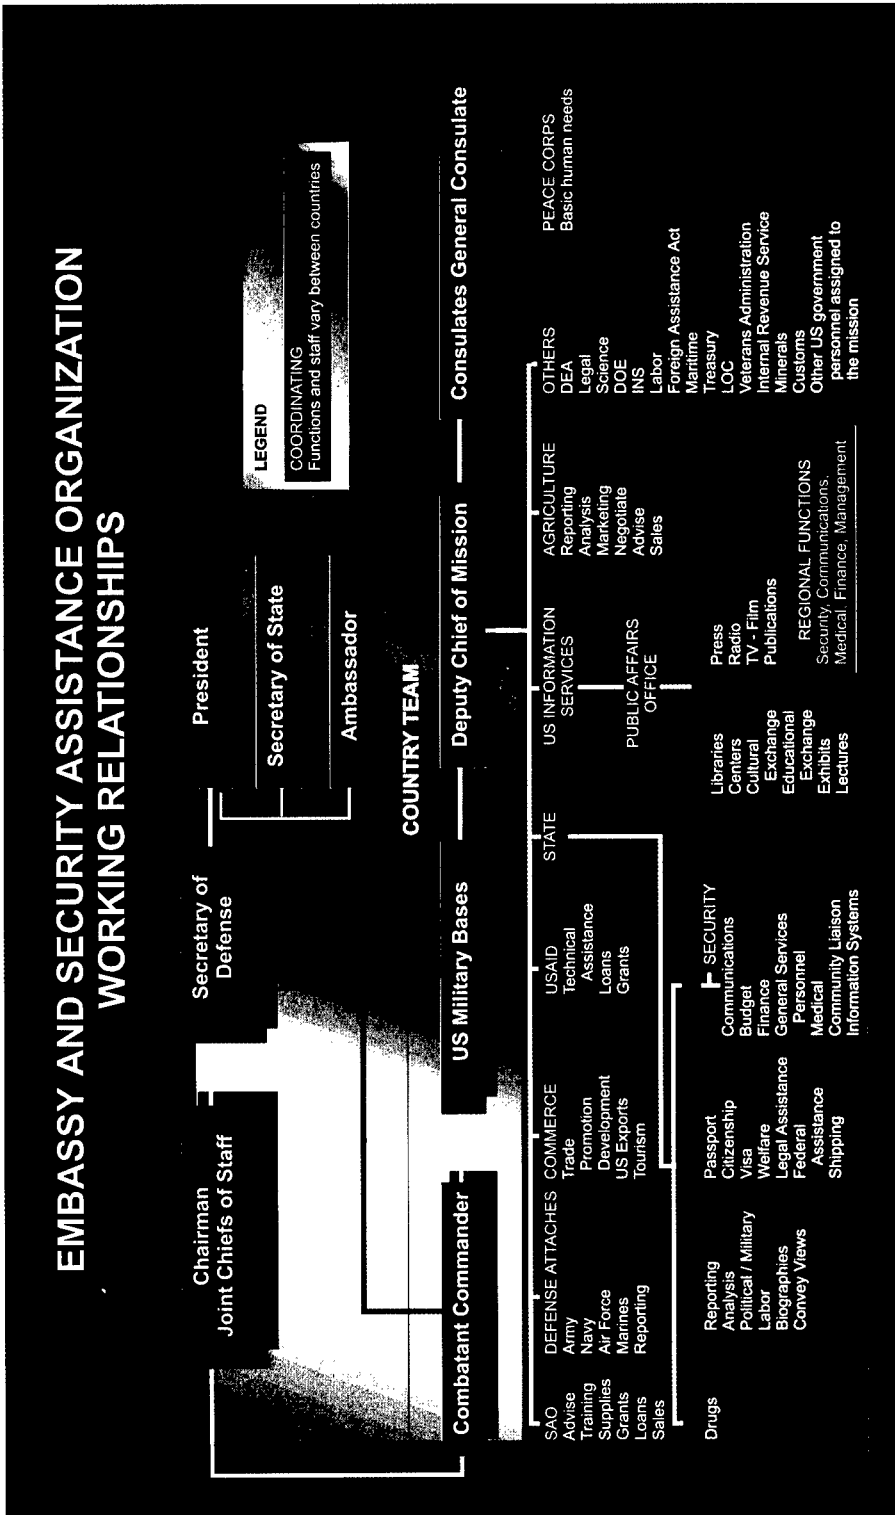 EMBASSY AND SECURITY ASSISTANCE ORGANIZATION
WORKING RELATIONSHIPS
Chairman
Joint Chiefs of Staff
Secretary of
Defense
President
Secretary of State
Ambassador
LEGEND
COORDINATING
Functions and staff vary between countries
COUNTRY TEAM
Combatant Commander
US Military Bases
Deputy Chief of Mission
Consulates General Consulate
SAO
Advise
Training
Supplies
Grants
Loans
Sales
DEFENSE ATTACHES
Army
Navy
Air Force
Marines
Reporting
COMMERCE
Trade
Promotion
Development
US Exports
Tourism
USAID
Technical
Assistance
Loans
Grants
STATE
US INFORMATION
SERVICES
PUBLIC AFFAIRS
OFFICE
AGRICULTURE
Reporting
Analysis
Marketing
Negotiate
Advise
Sales
OTHERS
DEA
Legal
Science
DOE
INS
Labor
Foreign Assistance Act
Maritime
Treasury
LOC
Veterans Administration
Internal Revenue Service
Minerals
Customs
Other US government
personnel assigned to
the mission
PEACE CORPS
Basic human needs
Drugs
Reporting
Analysis
Political / Military
Labor
Biographies
Convey Views
Passport
Citizenship
Visa
Welfare
Legal Assistance
Federal
Assistance
Shipping
SECURITY
Communications
Budget
Finance
General Services
Personnel
Medical
Community Liaison
Information Systems
Libraries
Centers
Cultural
Exchange
Educational
Exchange
Exhibits
Lectures
Press
Radio
TV - Film
Publications
REGIONAL FUNCTIONS
Security, Communications,
Medical, Finance, Management